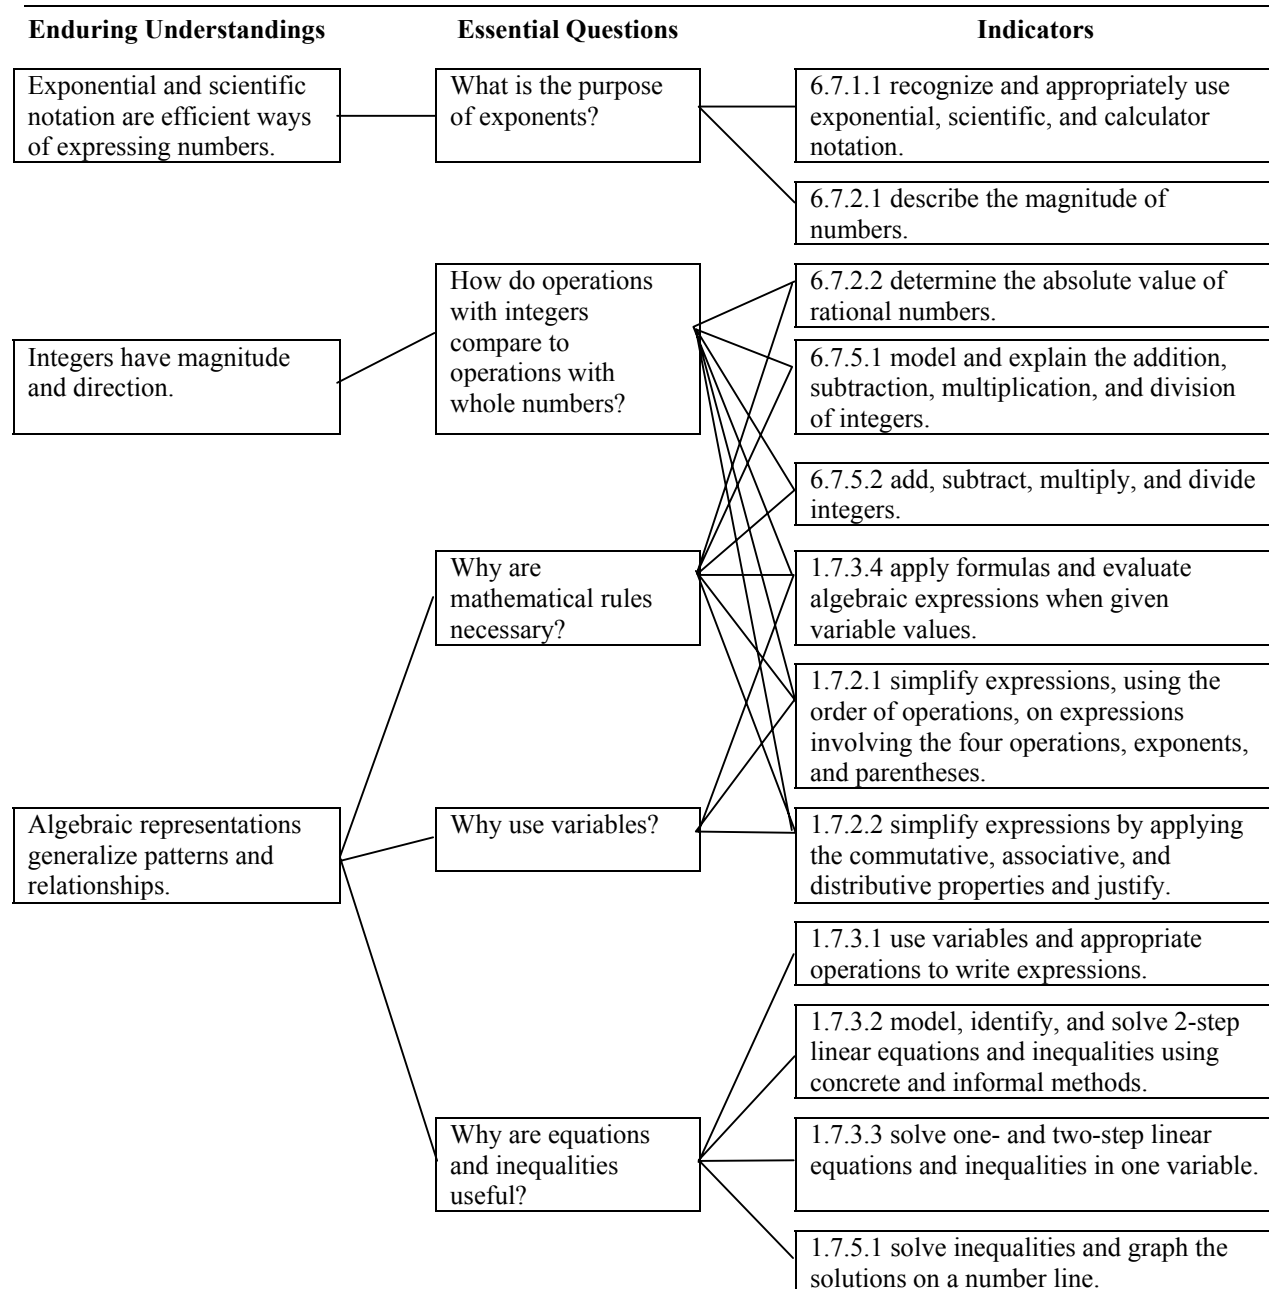 Enduring Understandings
Essential Questions
Indicators
Exponential and scientific
notation are efficient ways
of expressing numbers.
What is the purpose
of exponents?
6.7.1.1 recognize and appropriately use
exponential, scientific, and calculator
notation.
6.7.2.1 describe the magnitude of
numbers.
Integers have magnitude
and direction.
How do operations
with integers
compare to
operations with
whole numbers?
6.7.2.2 determine the absolute value of
rational numbers.
6.7.5.1 model and explain the addition,
subtraction, multiplication, and division
of integers.
6.7.5.2 add, subtract, multiply, and divide
integers.
Why are
mathematical rules
necessary?
1.7.3.4 apply formulas and evaluate
algebraic expressions when given
variable values.
1.7.2.1 simplify expressions, using the
order of operations, on expressions
involving the four operations, exponents,
and parentheses.
Algebraic representations
generalize patterns and
relationships.
Why use variables?
1.7.2.2 simplify expressions by applying
the commutative, associative, and
distributive properties and justify.
1.7.3.1 use variables and appropriate
operations to write expressions.
1.7.3.2 model, identify, and solve 2-step
linear equations and inequalities using
concrete and informal methods.
Why are equations
and inequalities
useful?
1.7.3.3 solve one- and two-step linear
equations and inequalities in one variable.
1.7.5.1 solve inequalities and graph the
solutions on a number line.